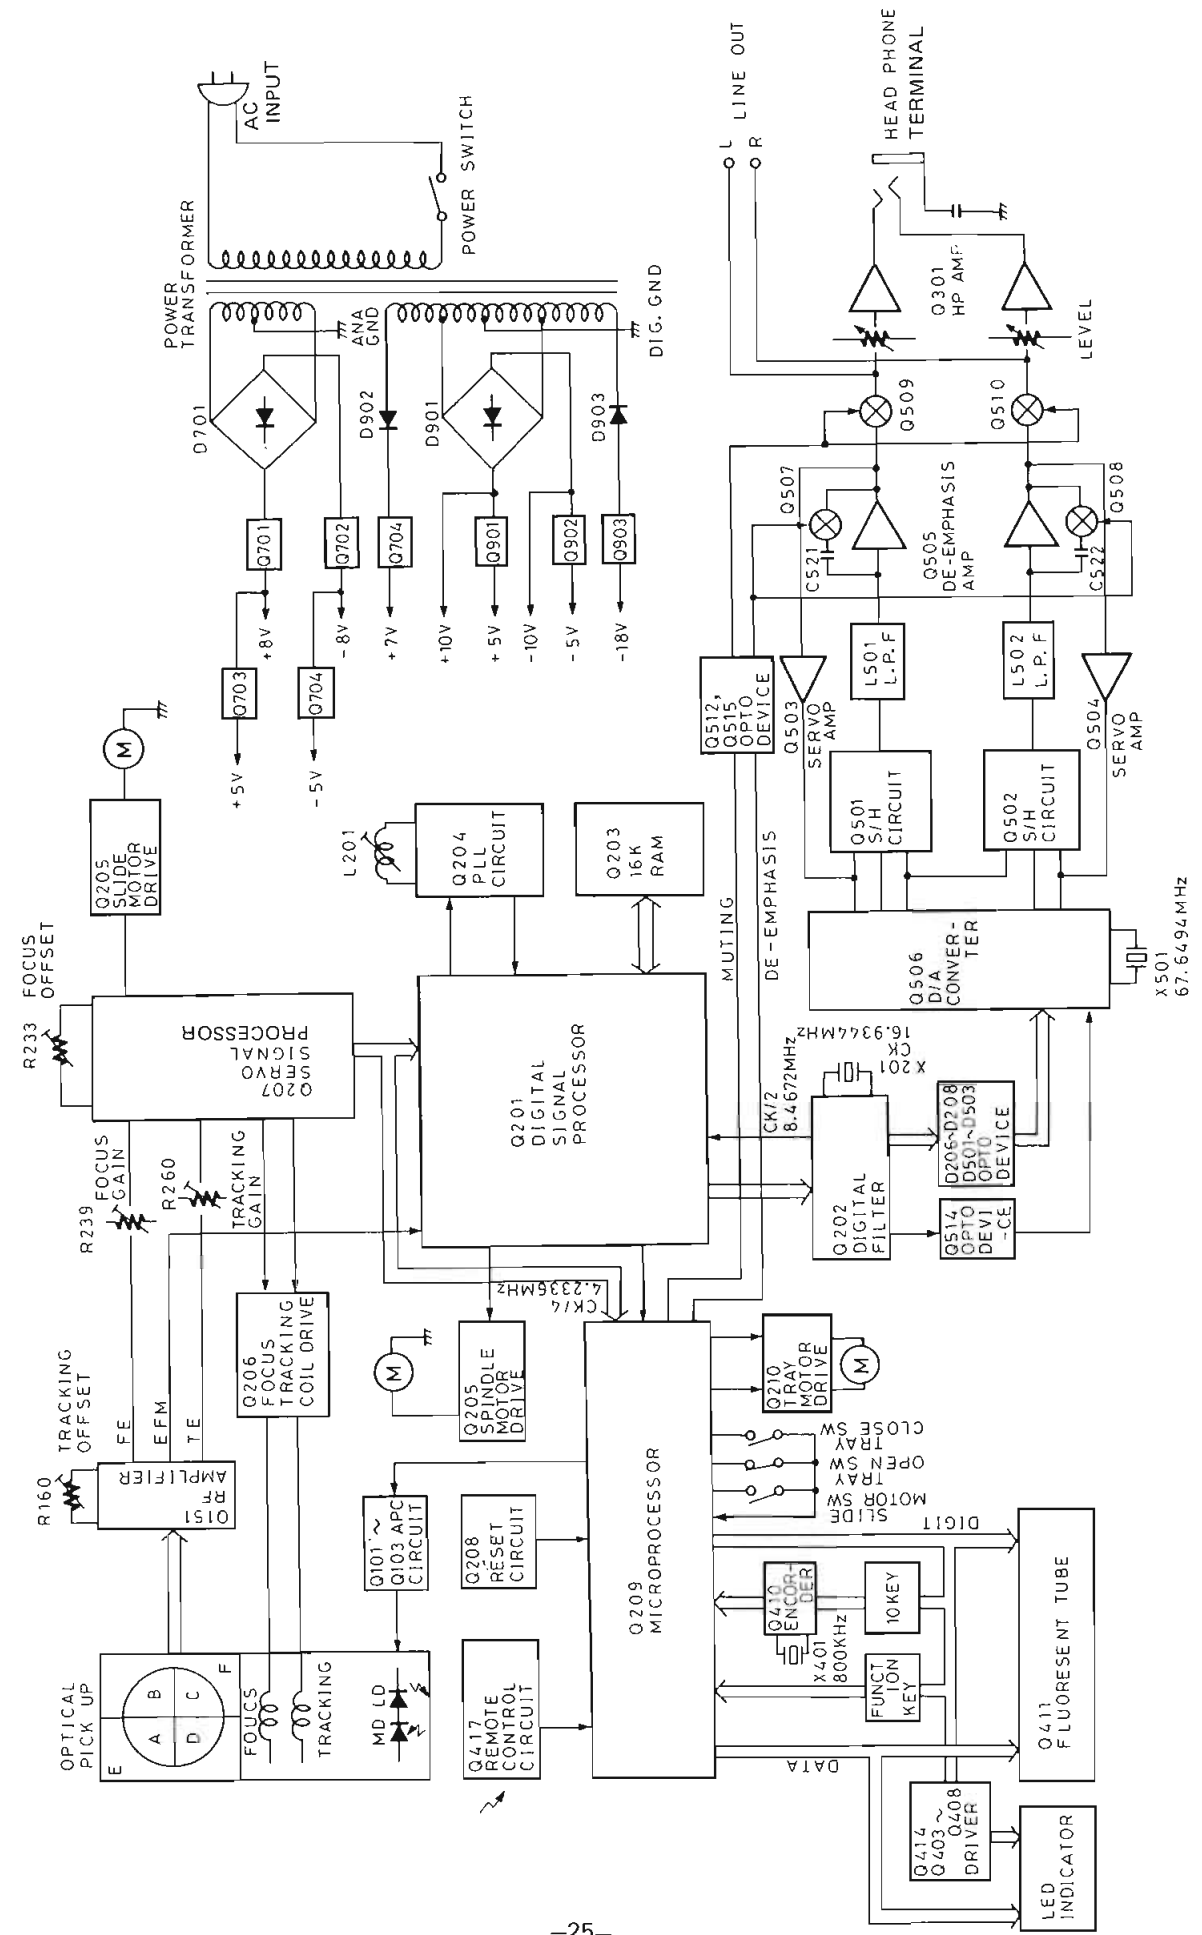 OPTICAL
PICK UP
A
B
C
D
E
F
FOUCS
TRACKING
MD LD
R160
TRACKING
OFFSET
Q151
RF
AMPLIFIER
FE
EFM
TE
R239
FOCUS
GAIN
R260
TRACKING
GAIN
R233
FOCUS
OFFSET
Q207
SERVO
SIGNAL
PROCESSOR
Q205
SLIDE
MOTOR
DRIVE
M
Q206
FOCUS
TRACKING
COIL DRIVE
Q101~
Q103 APC
CIRCUIT
Q205
SPINDLE
MOTOR
DRIVE
M
Q417
REMOTE
CONTROL
CIRCUIT
Q208
RESET
CIRCUIT
Q209
MICROPROCESSOR
CK/4
4.2336MHz
Q201
DIGITAL
SIGNAL
PROCESSOR
L201
Q204
PLL
CIRCUIT
Q203
16K
RAM
CK/2
8.4672MHz
MUTING
DE-EMPHASIS
Q210
TRAY
MOTOR
DRIVE
M
SLIDE
MOTOR SW
TRAY
OPEN SW
TRAY
CLOSE SW
DIGIT
DATA
Q410
ENCOR-
DER
X401
800KHz
10KEY
FUNCT
ION
KEY
Q411
FLUORESENT TUBE
Q414
Q403~
Q408
DRIVER
LED
INDICATOR
Q202
DIGITAL
FILTER
X201
CK
16.9344MHz
D206~D208
D501~D503
OPTO
DEVICE
Q514
OPTO
DEVI
-CE
Q506
D/A
CONVER-
TER
X501
67.6494MHz
Q501
S/H
CIRCUIT
Q502
S/H
CIRCUIT
Q512,
Q515
OPTO
DEVICE
Q503
SERVO
AMP
Q504
SERVO
AMP
L501
L.P.F
L502
L.P.F
C521
C522
Q505
DE-EMPHASIS
AMP
Q507
Q508
Q509
Q510
LEVEL
Q301
HP AMP
L
R
LINE OUT
HEAD PHONE
TERMINAL
+5V
-5V
Q703
Q704
+8V
-8V
+7V
+10V
+5V
-10V
-5V
-18V
Q701
Q702
Q704
Q901
Q902
Q903
D701
D902
D901
D903
POWER
TRANSFORMER
ANA
GND
DIG. GND
POWER SWITCH
AC
INPUT
—25—